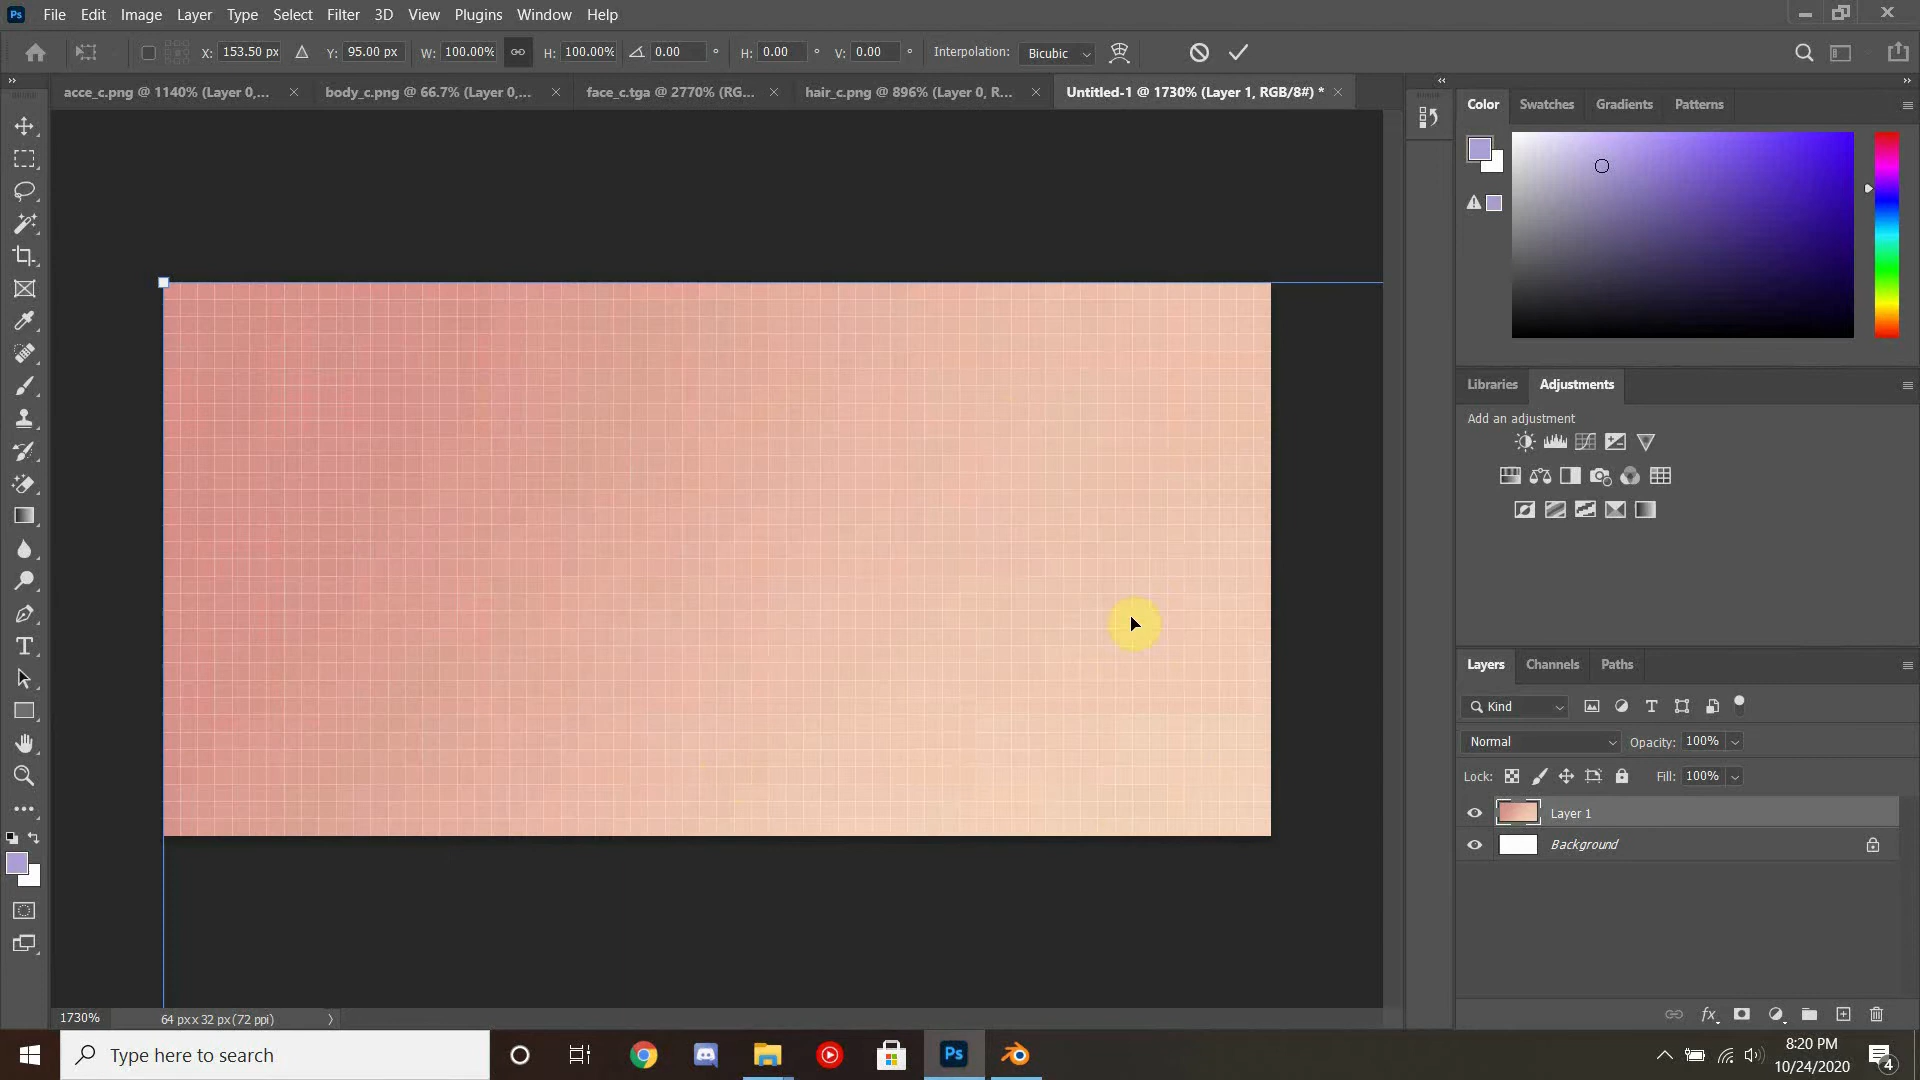 Ps File Edit Image Layer Type Select Filter 3D View Plugins Window Help
X: 153.50 px Y: 95.00 px W: 100.00% H: 100.00% 0.00 ° H: 0.00 ° V: 0.00 ° Interpolation: Bicubic
acce_c.png @ 1140% (Layer 0,... body_c.png @ 66.7% (Layer 0,... face_c.tga @ 2770% (RG... hair_c.png @ 896% (Layer 0, R... Untitled-1 @ 1730% (Layer 1, RGB/8#) *
Color Swatches Gradients Patterns
Libraries Adjustments
Add an adjustment
Layers Channels Paths
Kind
Normal Opacity: 100%
Lock: Fill: 100%
Layer 1
Background
fx
1730% 64 px x 32 px (72 ppi)
Type here to search
Ps
8:20 PM
10/24/2020
4